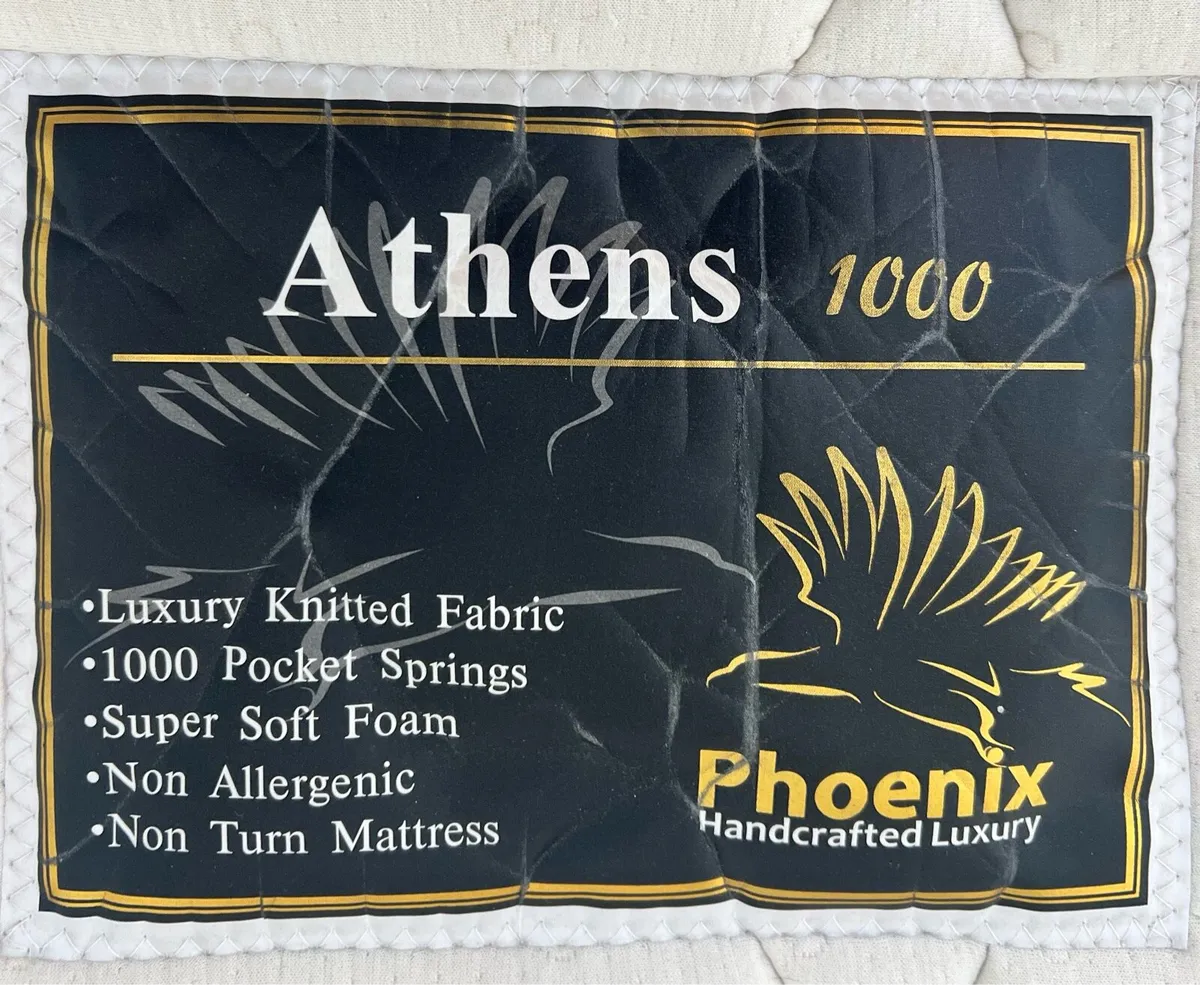 Athens 1000
•Luxury Knitted Fabric
•1000 Pocket Springs
•Super Soft Foam
•Non Allergenic
•Non Turn Mattress
Phoenix
Handcrafted Luxury